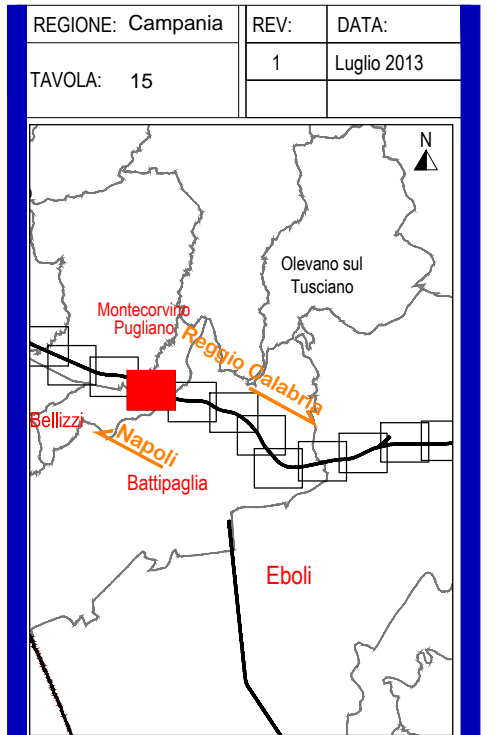 REGIONE: Campania
REV:
DATA:
1
Luglio 2013
TAVOLA: 15
N
Olevano sul
Tusciano
Montecorvino
Pugliano
Reggio Calabria
Bellizzi
Napoli
Battipaglia
Eboli